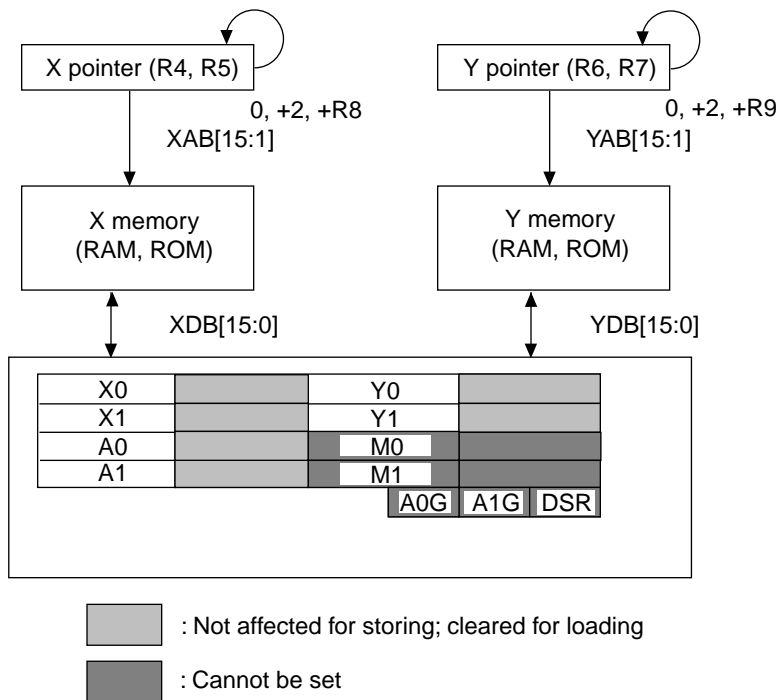 X pointer (R4, R5)
0, +2, +R8
XAB[15:1]
X memory
(RAM, ROM)
XDB[15:0]
Y pointer (R6, R7)
0, +2, +R9
YAB[15:1]
Y memory
(RAM, ROM)
YDB[15:0]
X0 Y0
X1 Y1
A0 M0
A1 M1
A0G A1G DSR
: Not affected for storing; cleared for loading
: Cannot be set